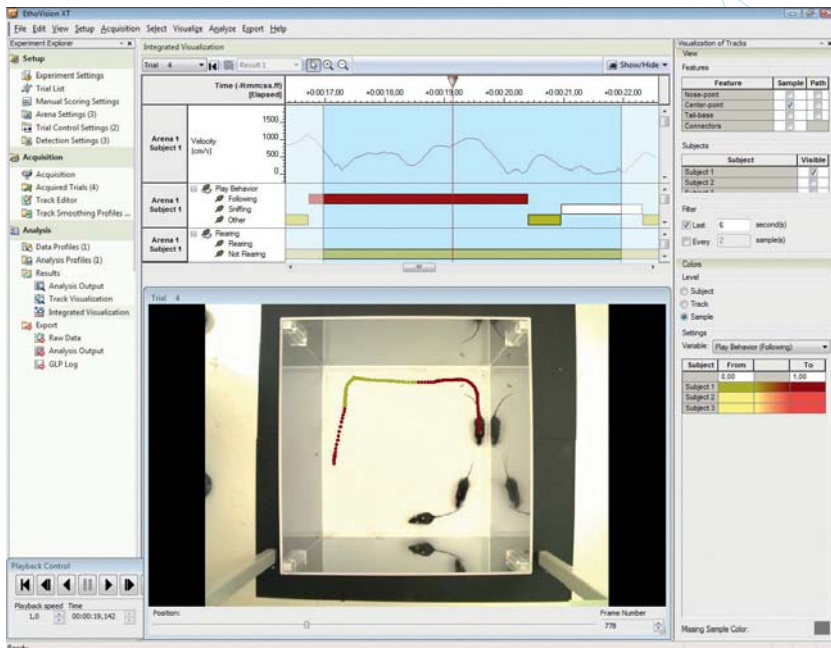 EthoVision XT
File Edit View Setup Acquisition Select Visualize Analyze Export Help
Experiment Explorer
Setup
Experiment Settings
Trial List
Manual Scoring Settings
Arena Settings (3)
Trial Control Settings (2)
Detection Settings (3)
Acquisition
Acquisition
Acquired Trials (4)
Track Editor
Track Smoothing Profiles ...
Analysis
Data Profiles (1)
Analysis Profiles (1)
Results
Analysis Output
Track Visualization
Integrated Visualization
Export
Raw Data
Analysis Output
GLP Log
Playback Control
Playback speed Time
1,0 00:00:19,142
Integrated Visualization
Trial 4 Result 1 Show/Hide
+0:00:17,00 +0:00:18,00 +0:00:19,00 +0:00:20,00 +0:00:21,00 +0:00:22,00
[Elapsed]
Arena 1
Subject 1
Velocity
(cm/s)
1500
1000
500
0
Arena 1
Subject 1
Play Behavior
Following
Sniffing
Other
Arena 1
Subject 1
Rearing
Rearing
Not Rearing
Trial 4
Position:
Frame Number
778
Visualization of Tracks
View
Features
Feature Sample Path
Nose-point
Center-point
Tail-base
Connectors
Subjects
Subject Visible
Subject 1
Subject 2
Filter
Last 6 second(s)
Every 2 sample(s)
Colors
Level
Subject
Track
Sample
Settings
Variable: Play Behavior (Following)
Subject From To
0,00 1,00
Subject 1
Subject 2
Subject 3
Missing Sample Color: